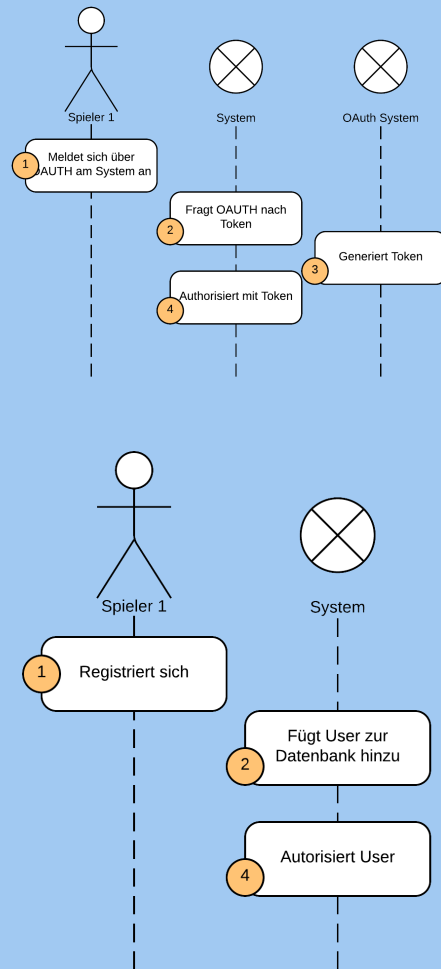 Spieler 1
System
OAuth System
1
Meldet sich über
OAUTH am System an
2
Fragt OAUTH nach
Token
3
Generiert Token
4
Authorisiert mit Token
Spieler 1
System
1
Registriert sich
2
Fügt User zur
Datenbank hinzu
4
Autorisiert User